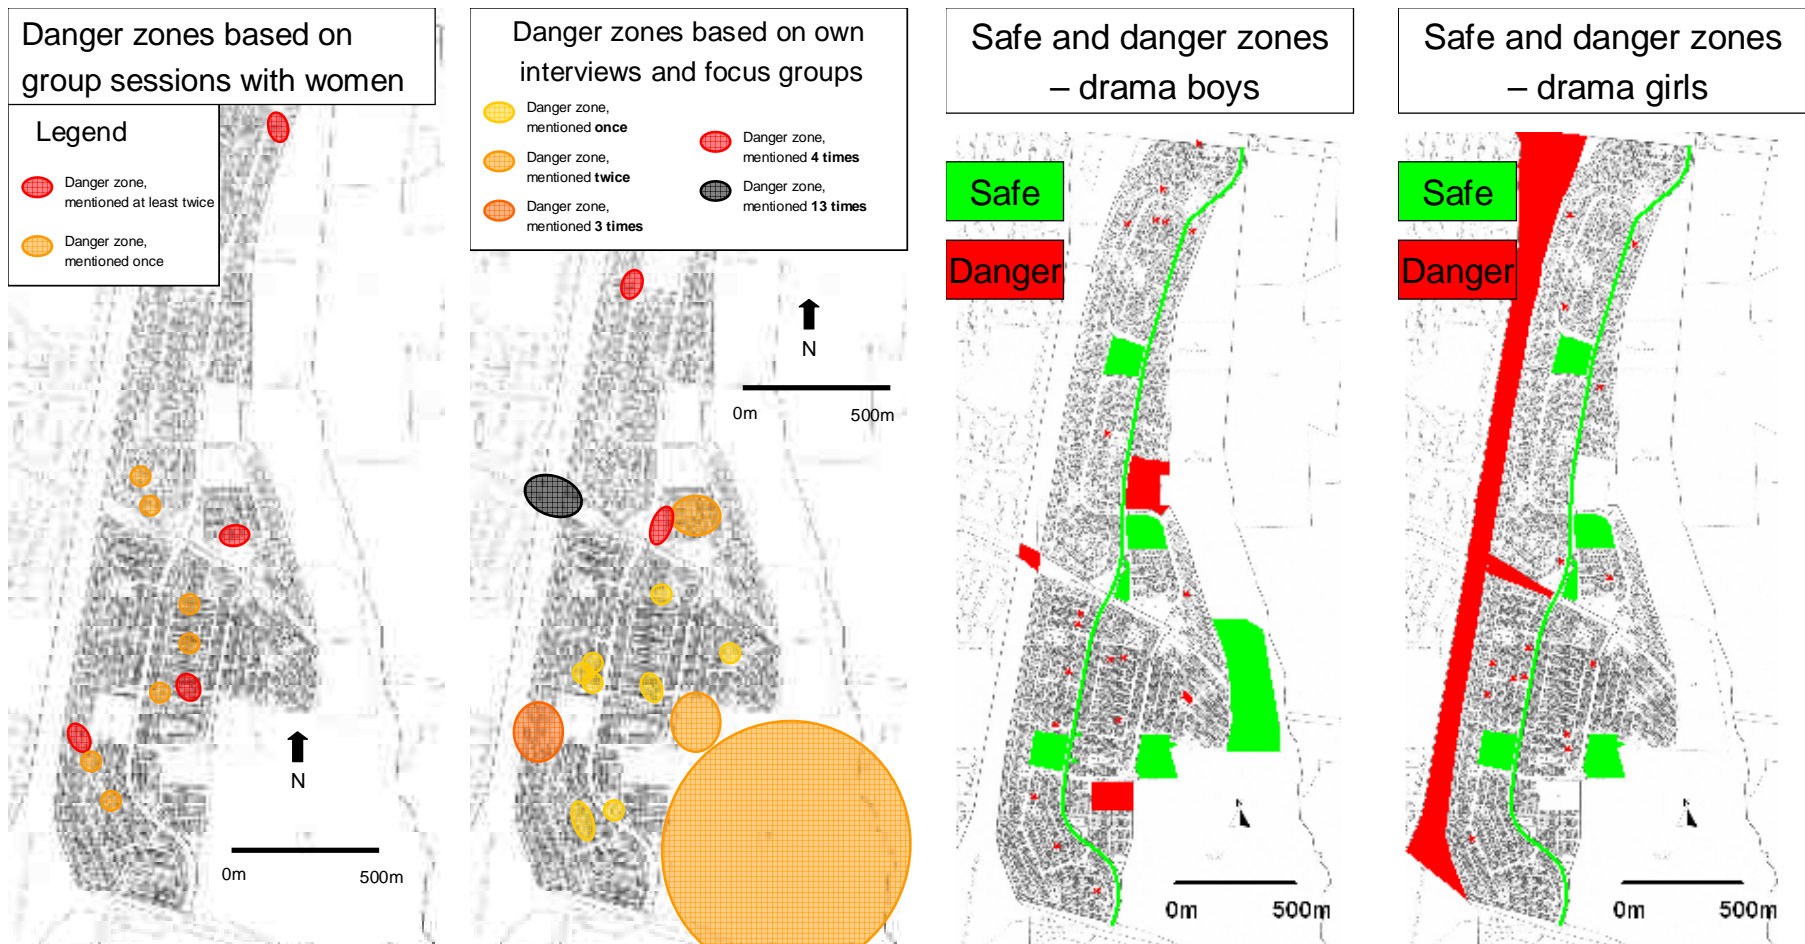 Danger zones based on
group sessions with women
Legend
Danger zone,
mentioned at least twice
Danger zone,
mentioned once
N
0m 500m
Danger zones based on own
interviews and focus groups
Danger zone,
mentioned once
Danger zone,
mentioned twice
Danger zone,
mentioned 3 times
Danger zone,
mentioned 4 times
Danger zone,
mentioned 13 times
N
0m 500m
Safe and danger zones
– drama boys
Safe
Danger
N
0m 500m
Safe and danger zones
– drama girls
Safe
Danger
N
0m 500m